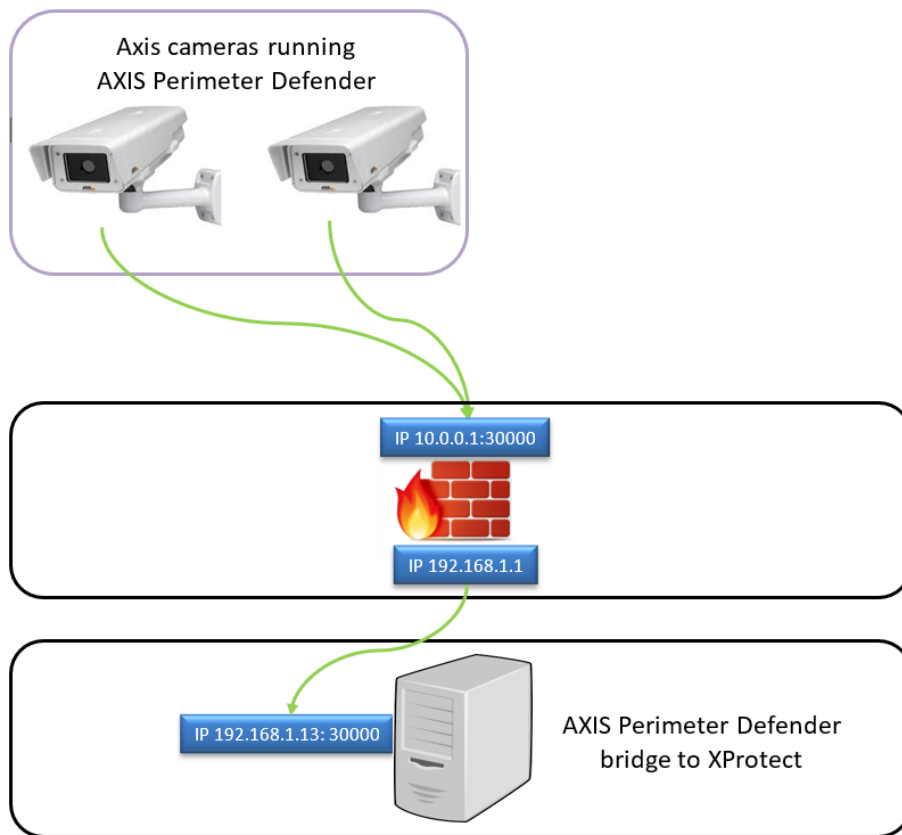 Axis cameras running
AXIS Perimeter Defender
IP 10.0.0.1:30000
IP 192.168.1.1
IP 192.168.1.13: 30000
AXIS Perimeter Defender
bridge to XProtect